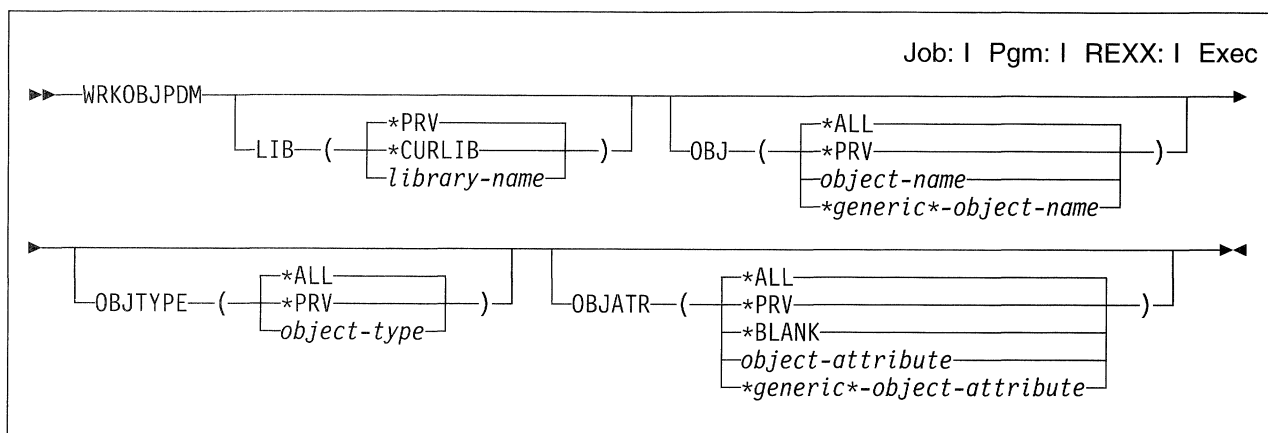 Job: I Pgm: I REXX: I Exec
WRKOBJPDM
LIB ( *PRV )
*CURLIB
library-name
OBJ ( *ALL )
*PRV
object-name
*generic*-object-name
OBJTYPE ( *ALL )
*PRV
object-type
OBJATR ( *ALL )
*PRV
*BLANK
object-attribute
*generic*-object-attribute